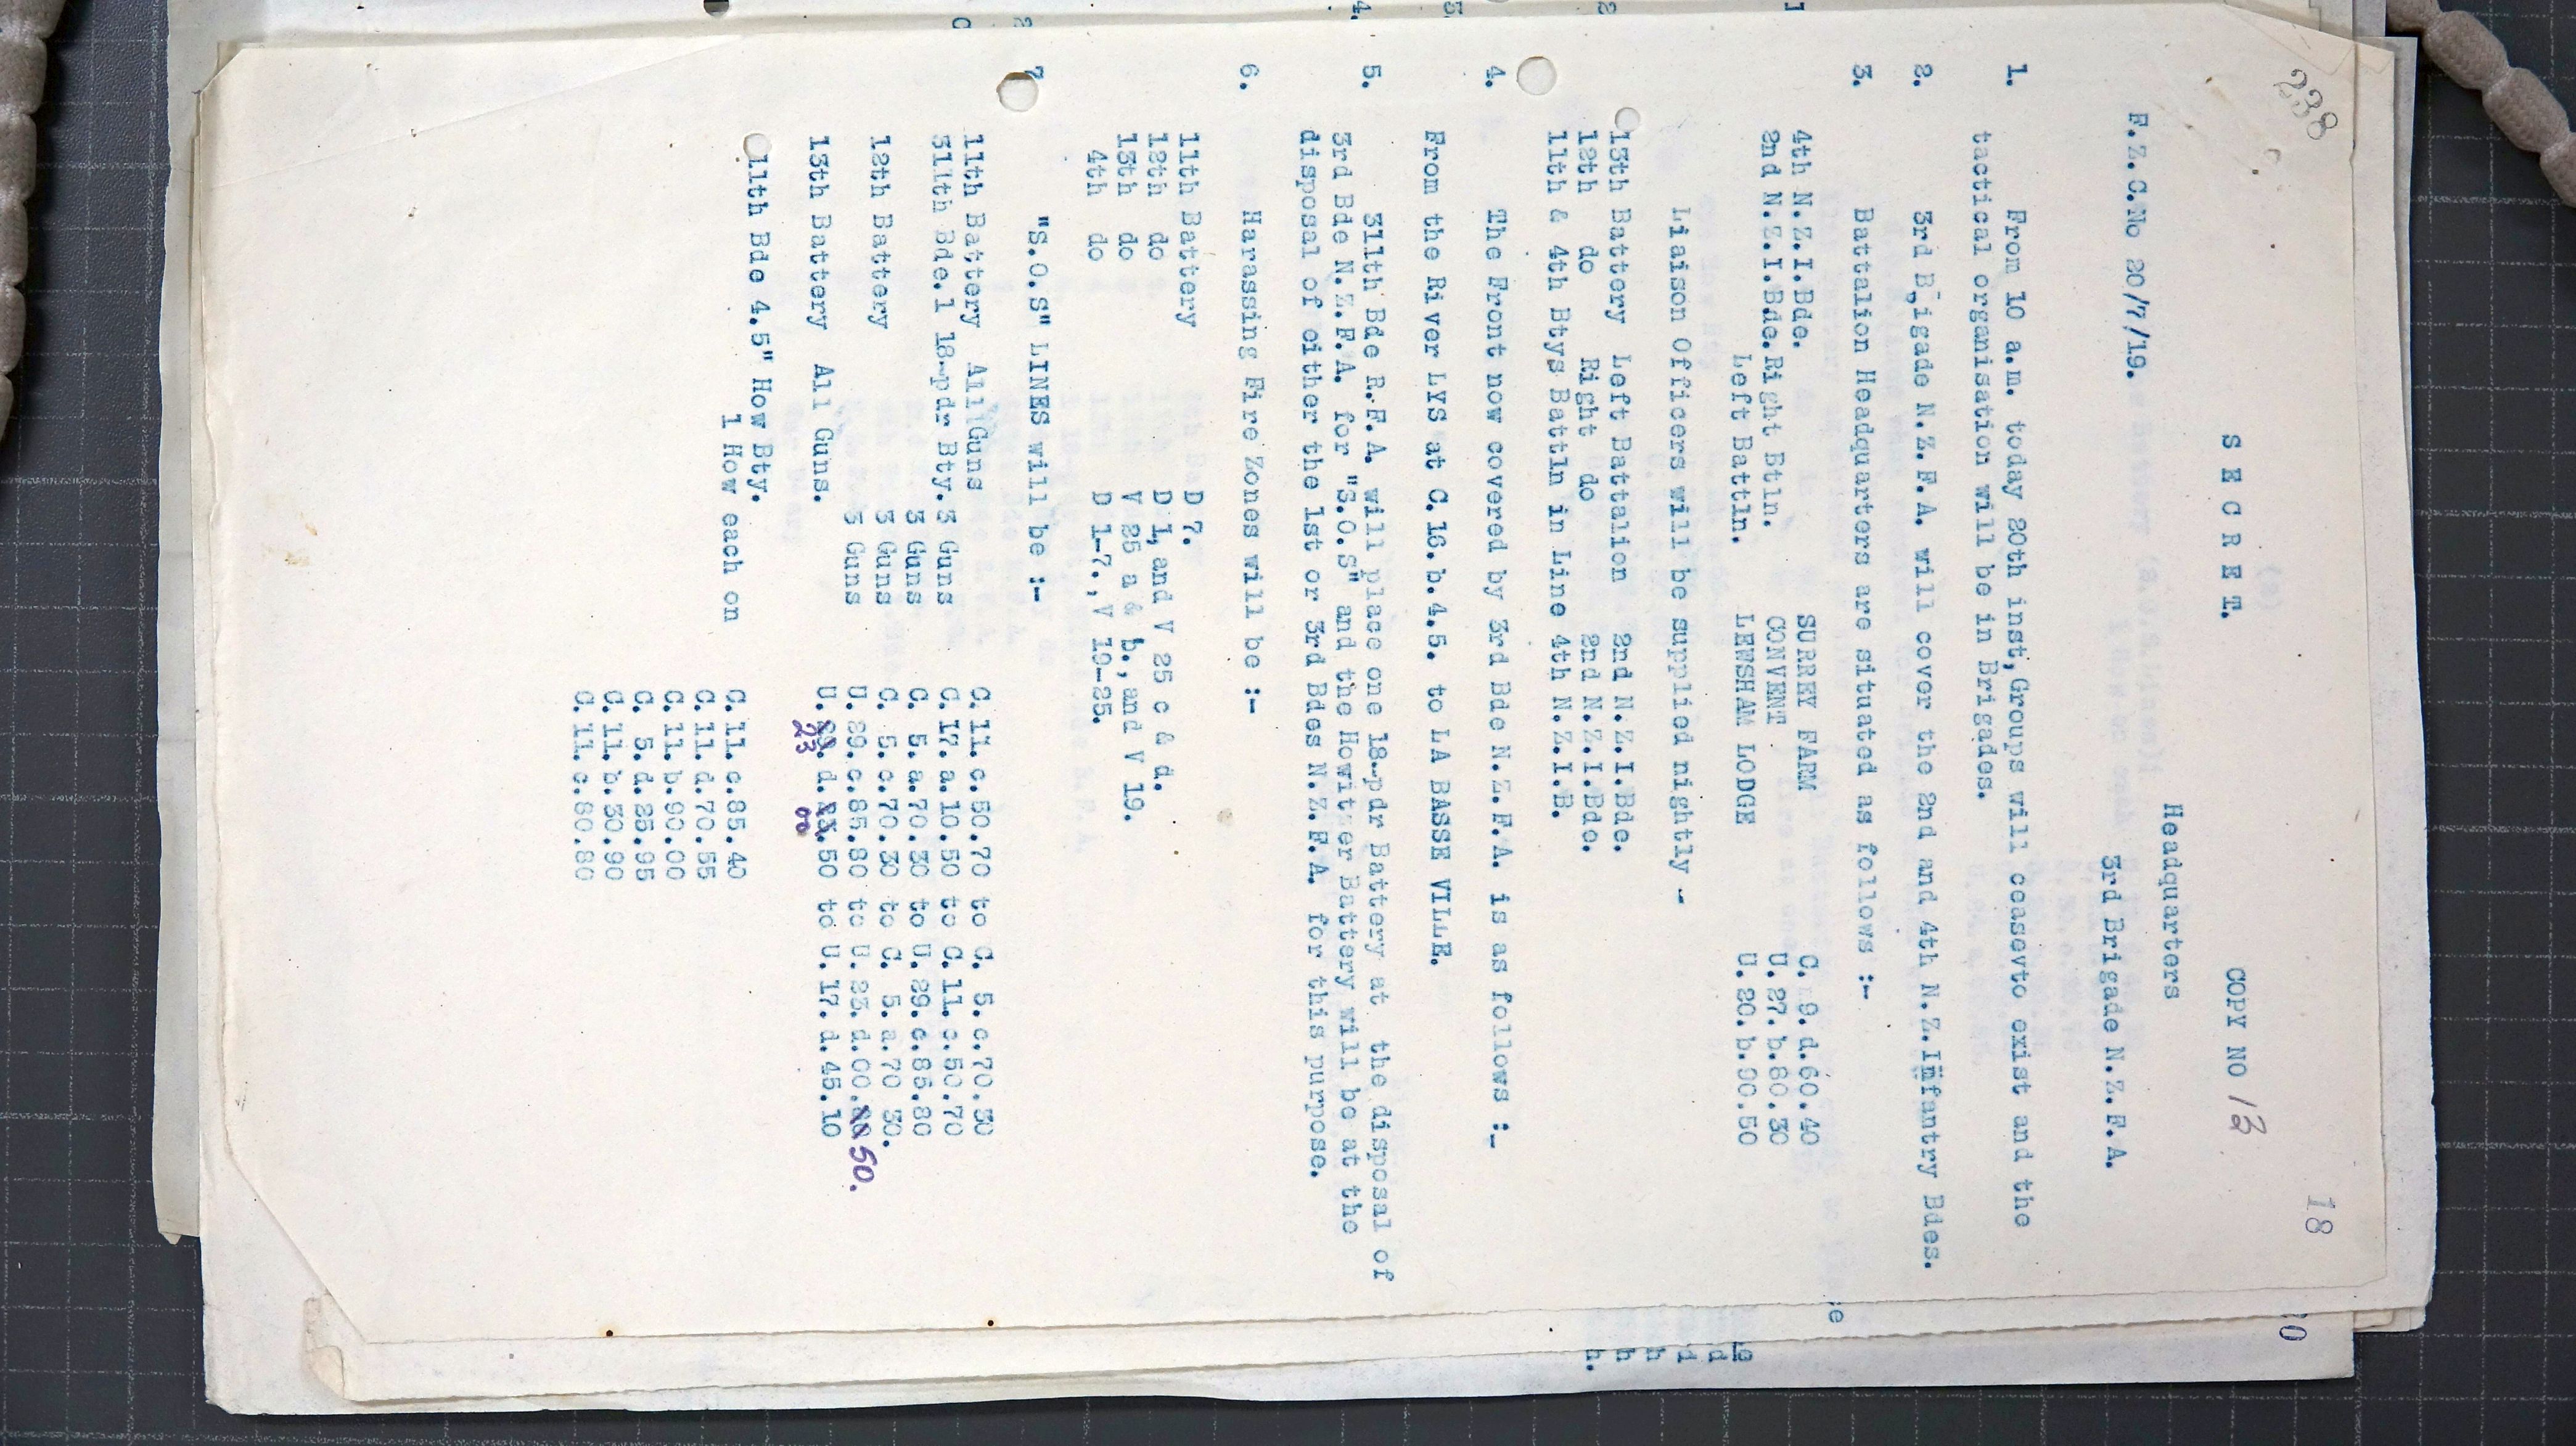 238
18
S E C R E T.
COPY NO 13
Headquarters
3rd Brigade N.Z.F.A.
F.Z.C.No 20/7/19.
1. From 10 a.m. today 20th inst, Groups will ceasevto exist and the
tactical organisation will be in Brigades.
2. 3rd Brigade N.Z.F.A. will cover the 2nd and 4th N.Z.Infantry Bdes.
3. Battalion Headquarters are situated as follows :-
4th N.Z.I.Bde. SURREY FARM C. 9.d.60.40
2nd N.Z.I.Bde.Right Btln. CONVENT U. 27.b.80.30
Left Battln. LEWSHAM LODGE U. 20.b.90.50
Liaison Officers will be supplied nightly -
13th Battery Left Battalion 2nd N.Z.I.Bde.
12th do Right do 2nd N.Z.I.Bde.
11th & 4th Btys Battln in Line 4th N.Z.I.B.
4. The Front now covered by 3rd Bde N.Z.F.A. is as follows :-
From the River LYS at C.16.b.4.5. to LA BASSE VILLE.
5. 311th Bde R.F.A. will place one 18-pdr Battery at the disposal of
3rd Bde N.Z.F.A. for "S.O.S" and the Howitzer Battery will be at the
disposal of either the 1st or 3rd Bdes N.Z.F.A. for this purpose.
6. Harassing Fire Zones will be :-
11th Battery D 7.
12th do D 1, and V 25 c & d.
13th do V 25 a & b., and V 19.
4th do D 1-7., V 19-25.
7 "S.O.S" LINES will be :-
11th Battery All Guns C.11.c.50.70 to C. 5.c.70.30
311th Bde.1 18-pdr Bty. 3 Guns C.17.a.10.50 to C.11.c.50.70
3 Guns C. 5.a.70.30 to U.29.c.85.80
12th Battery 3 Guns C. 5.c.70.30 to C. 5.a.70 30.
3 Guns U. 29.c.85.80 to U.23.d.00.50.
13th Battery All Guns. U.23.d.00.50 to U. 17.d.45.10
11th Bde 4.5" How Bty.
1 How each on C.11.c.85.40
C.11.d.70.55
C.11.b.90.00
C. 5.d.25.95
C.11.b.30.90
C.11.c.80.80